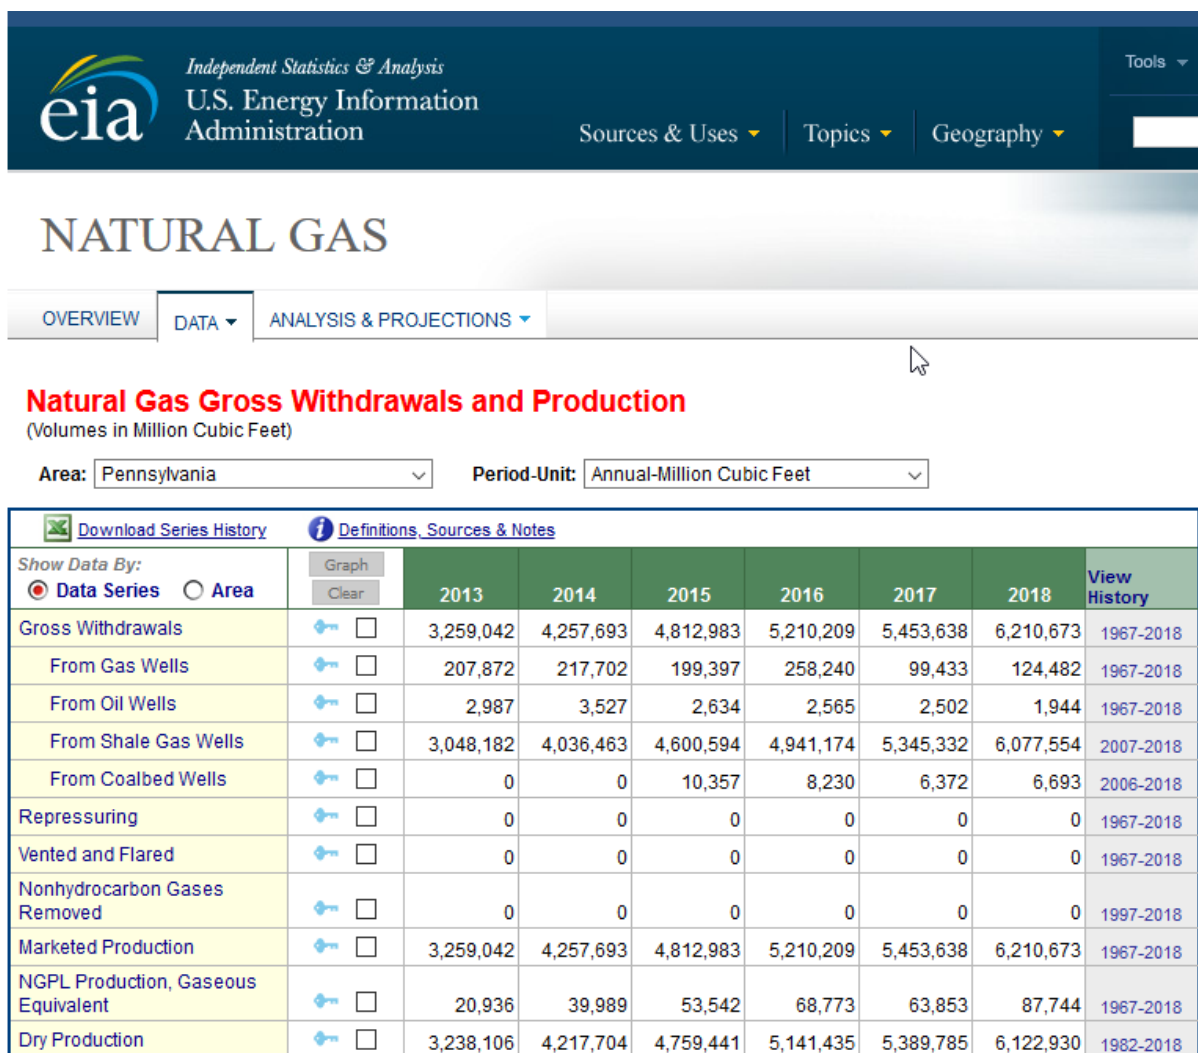 Independent Statistics & Analysis
U.S. Energy Information
Administration
eia
Sources & Uses
Topics
Geography
Tools
NATURAL GAS
OVERVIEW
DATA
ANALYSIS & PROJECTIONS
Natural Gas Gross Withdrawals and Production
(Volumes in Million Cubic Feet)
Area: Pennsylvania Period-Unit: Annual-Million Cubic Feet
Download Series History Definitions, Sources & Notes
Show Data By:
Data Series Area
Graph
Clear
2013 2014 2015 2016 2017 2018 View
History
Gross Withdrawals 3,259,042 4,257,693 4,812,983 5,210,209 5,453,638 6,210,673 1967-2018
From Gas Wells 207,872 217,702 199,397 258,240 99,433 124,482 1967-2018
From Oil Wells 2,987 3,527 2,634 2,565 2,502 1,944 1967-2018
From Shale Gas Wells 3,048,182 4,036,463 4,600,594 4,941,174 5,345,332 6,077,554 2007-2018
From Coalbed Wells 0 0 10,357 8,230 6,372 6,693 2006-2018
Repressuring 0 0 0 0 0 0 1967-2018
Vented and Flared 0 0 0 0 0 0 1967-2018
Nonhydrocarbon Gases
Removed 0 0 0 0 0 0 1997-2018
Marketed Production 3,259,042 4,257,693 4,812,983 5,210,209 5,453,638 6,210,673 1967-2018
NGPL Production, Gaseous
Equivalent 20,936 39,989 53,542 68,773 63,853 87,744 1967-2018
Dry Production 3,238,106 4,217,704 4,759,441 5,141,435 5,389,785 6,122,930 1982-2018